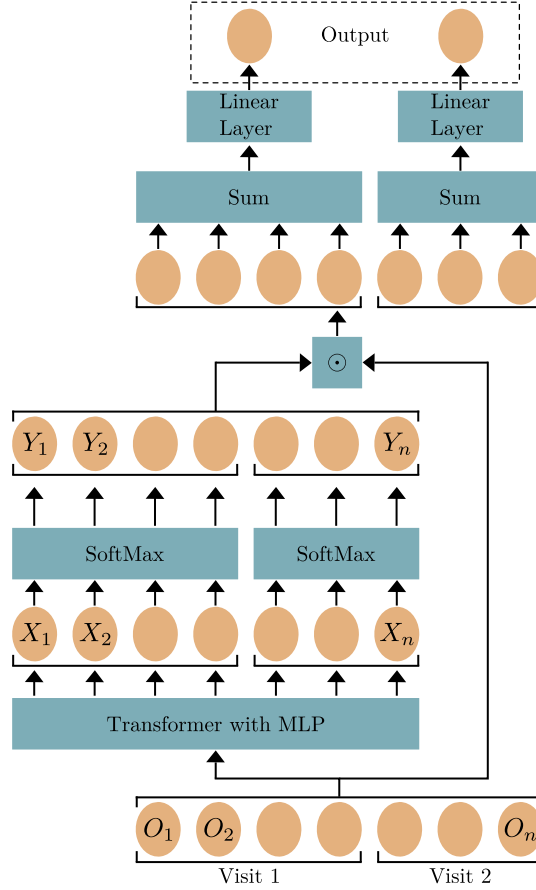 Output
Linear Linear
Layer Layer
Sum Sum
⊙
Y₁ Y₂ Yₙ
SoftMax SoftMax
X₁ X₂ Xₙ
Transformer with MLP
O₁ O₂ Oₙ
Visit 1 Visit 2